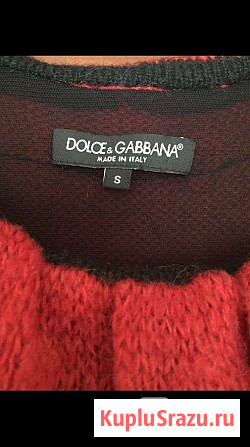 DOLCE & GABBANA®
MADE IN ITALY
S
KupluSrazu.ru